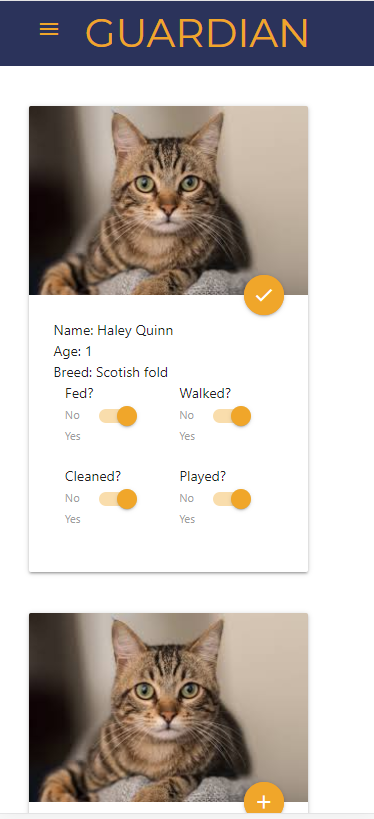 GUARDIAN
Name: Haley Quinn
Age: 1
Breed: Scotish fold
Fed? Walked?
No No
Yes Yes
Cleaned? Played?
No No
Yes Yes